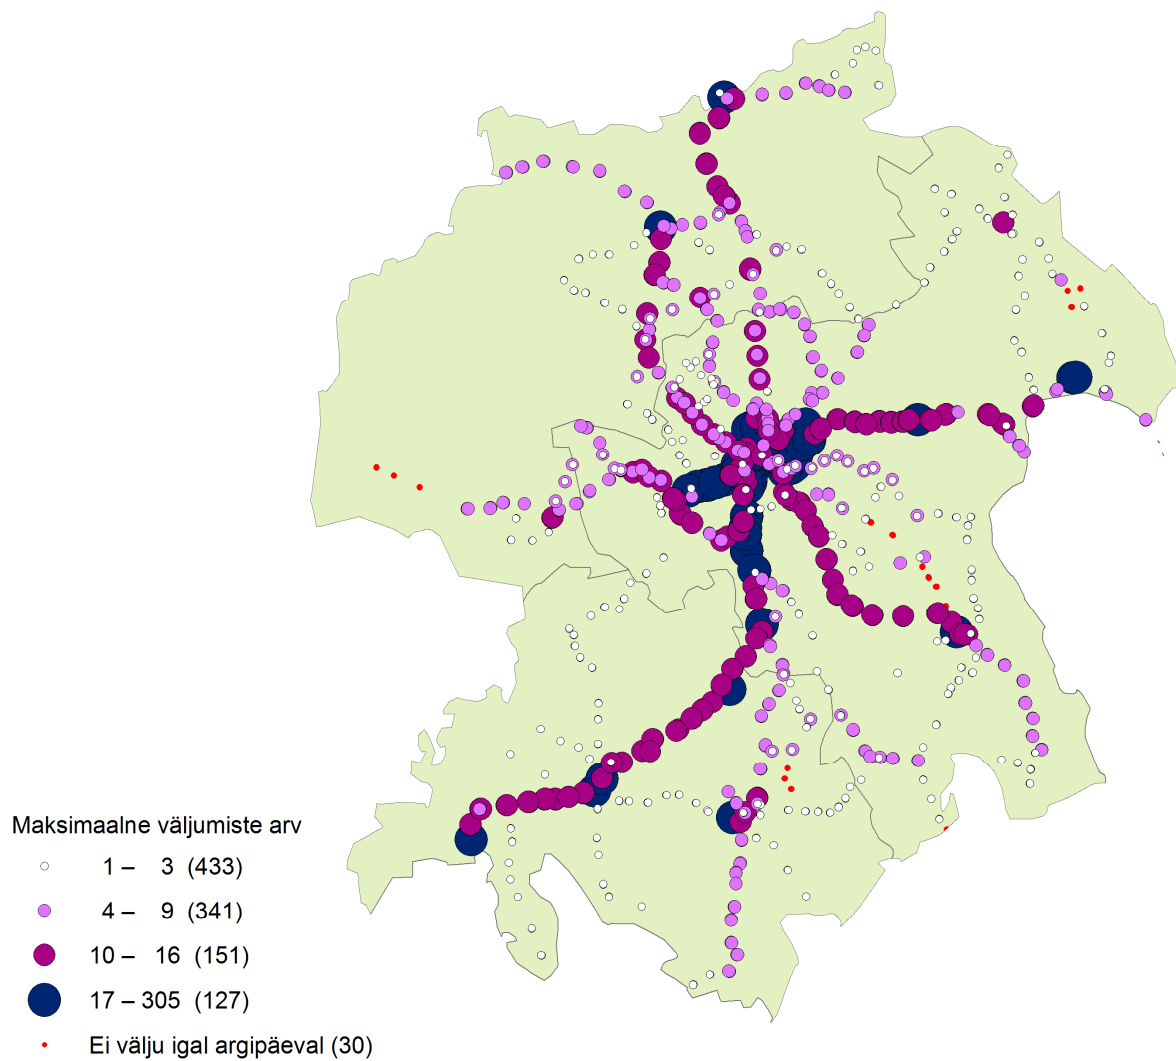 Maksimaalne väljumiste arv
1 – 3 (433)
4 – 9 (341)
10 – 16 (151)
17 – 305 (127)
Ei välju igal argipäeval (30)